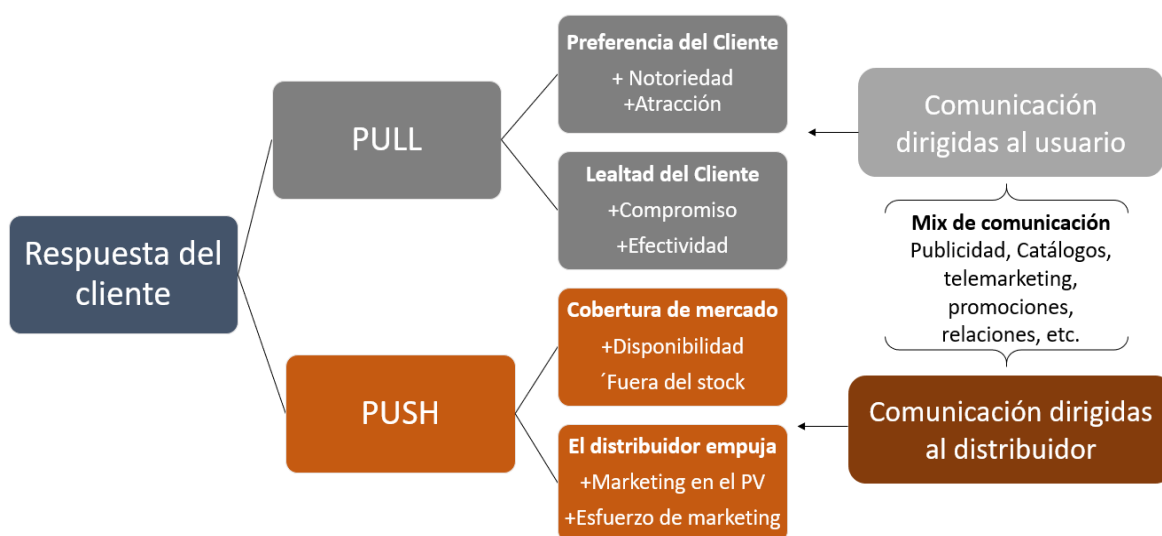 Respuesta del
cliente
PULL
Preferencia del Cliente
+ Notoriedad
+Atracción
Lealtad del Cliente
+Compromiso
+Efectividad
PUSH
Cobertura de mercado
+Disponibilidad
´Fuera del stock
El distribuidor empuja
+Marketing en el PV
+Esfuerzo de marketing
Comunicación
dirigidas al usuario
Mix de comunicación
Publicidad, Catálogos,
telemarketing,
promociones,
relaciones, etc.
Comunicación dirigidas
al distribuidor